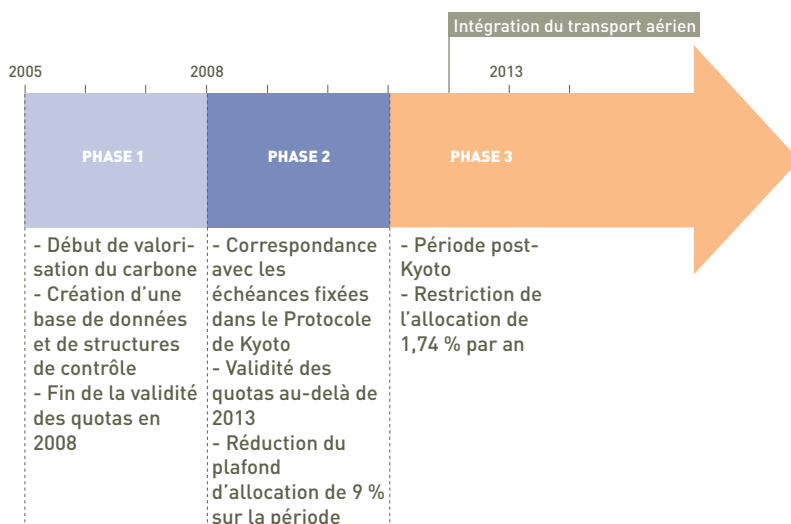 Intégration du transport aérien
2005
2008
2013
PHASE 1
PHASE 2
PHASE 3
- Début de valori-
sation du carbone
- Création d’une
base de données
et de structures
de contrôle
- Fin de la validité
des quotas en
2008
- Correspondance
avec les
échéances fixées
dans le Protocole
de Kyoto
- Validité des
quotas au-delà de
2013
- Réduction du
plafond
d’allocation de 9 %
sur la période
- Période post-
Kyoto
- Restriction de
l’allocation de
1,74 % par an